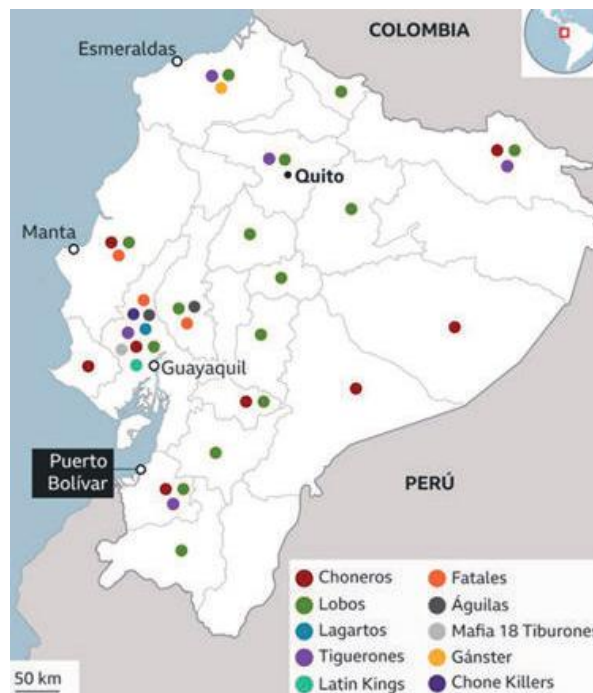 COLOMBIA
Esmeraldas
Quito
Manta
Guayaquil
Puerto
Bolívar
PERÚ
Choneros
Lobos
Lagartos
Tiguerones
Latin Kings
Fatales
Águilas
Mafia 18 Tiburones
Gánster
Chone Killers
50 km